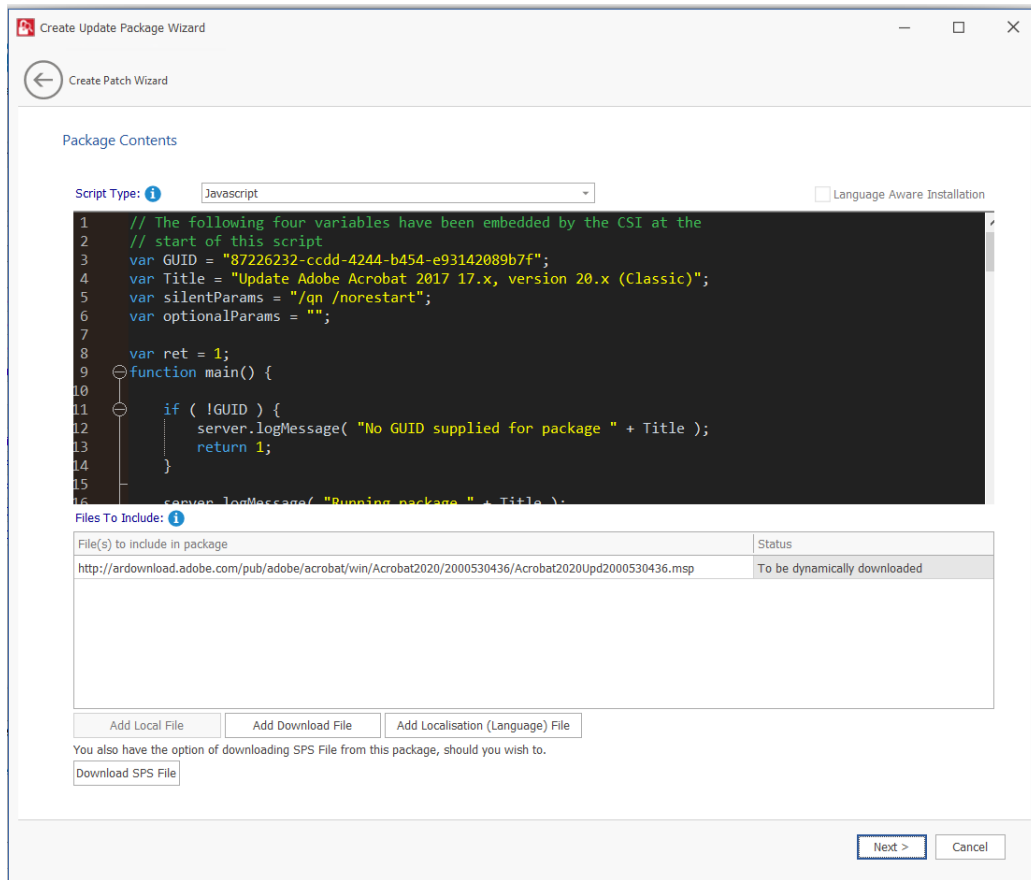 Create Update Package Wizard
Create Patch Wizard
Package Contents
Script Type:
Javascript
Language Aware Installation
1 // The following four variables have been embedded by the CSI at the
2 // start of this script
3 var GUID = "87226232-ccdd-4244-b454-e93142089b7f";
4 var Title = "Update Adobe Acrobat 2017 17.x, version 20.x (Classic)";
5 var silentParams = "/qn /norestart";
6 var optionalParams = "";
7
8 var ret = 1;
9 function main() {
10
11 if ( !GUID ) {
12 server.logMessage( "No GUID supplied for package " + Title );
13 return 1;
14 }
15
16 server.logMessage( "Running package " + Title );
Files To Include:
File(s) to include in package Status
http://ardownload.adobe.com/pub/adobe/acrobat/win/Acrobat2020/2000530436/Acrobat2020Upd2000530436.msp To be dynamically downloaded
Add Local File Add Download File Add Localisation (Language) File
You also have the option of downloading SPS File from this package, should you wish to.
Download SPS File
Next > Cancel